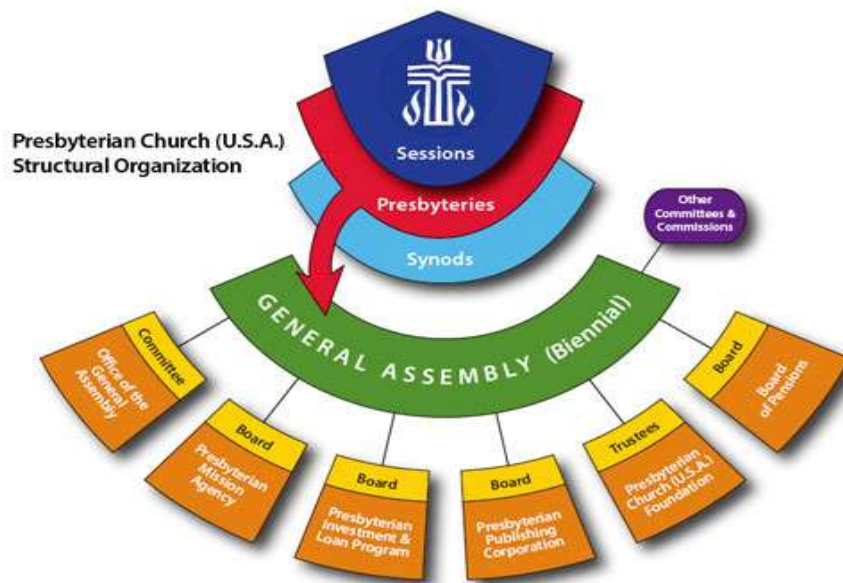 Presbyterian Church (U.S.A.)
Structural Organization
Sessions
Presbyteries
Synods
Other
Committees &
Commissions
GENERAL ASSEMBLY (Biennial)
Committee
Office of the
General
Assembly
Board
Presbyterian
Mission
Agency
Board
Presbyterian
Investment &
Loan Program
Board
Presbyterian
Publishing
Corporation
Trustees
Presbyterian
Church (U.S.A.)
Foundation
Board
Board
of Pensions